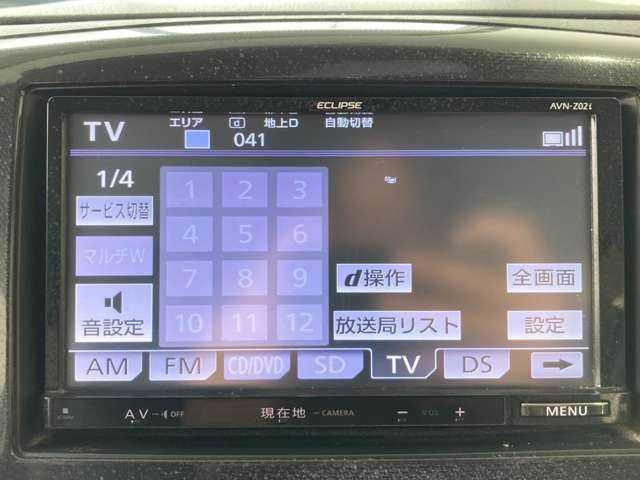 ECLIPSE AVN-Z02i
TV エリア 地上D 自動切替
041
1/4
サービス切替
マルチW
音設定
1 2 3
4 5 6
7 8 9
10 11 12
d操作 全画面
放送局リスト 設定
AM FM CD/DVD SD TV DS
AV OFF 現在地 CAMERA − VOL + MENU